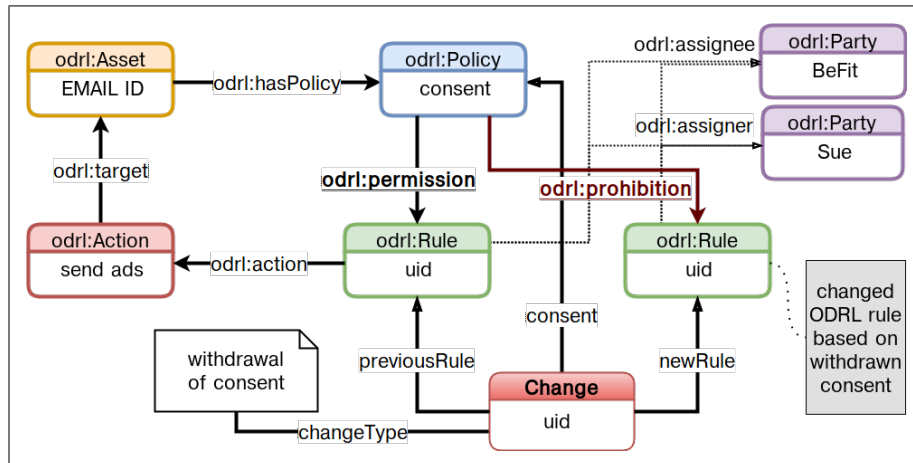 odrl:Asset
EMAIL ID
odrl:hasPolicy
odrl:Policy
consent
odrl:assignee
odrl:Party
BeFit
odrl:assigner
odrl:Party
Sue
odrl:target
odrl:permission
odrl:prohibition
odrl:Action
send ads
odrl:action
odrl:Rule
uid
odrl:Rule
uid
changed
ODRL rule
based on
withdrawn
consent
consent
withdrawal
of consent
previousRule
newRule
Change
uid
changeType